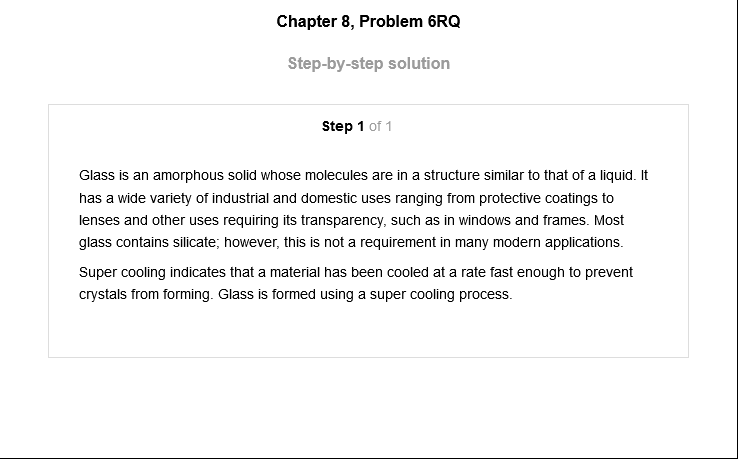 Chapter 8, Problem 6RQ
Step-by-step solution
Step 1 of 1
Glass is an amorphous solid whose molecules are in a structure similar to that of a liquid. It
has a wide variety of industrial and domestic uses ranging from protective coatings to
lenses and other uses requiring its transparency, such as in windows and frames. Most
glass contains silicate; however, this is not a requirement in many modern applications.
Super cooling indicates that a material has been cooled at a rate fast enough to prevent
crystals from forming. Glass is formed using a super cooling process.